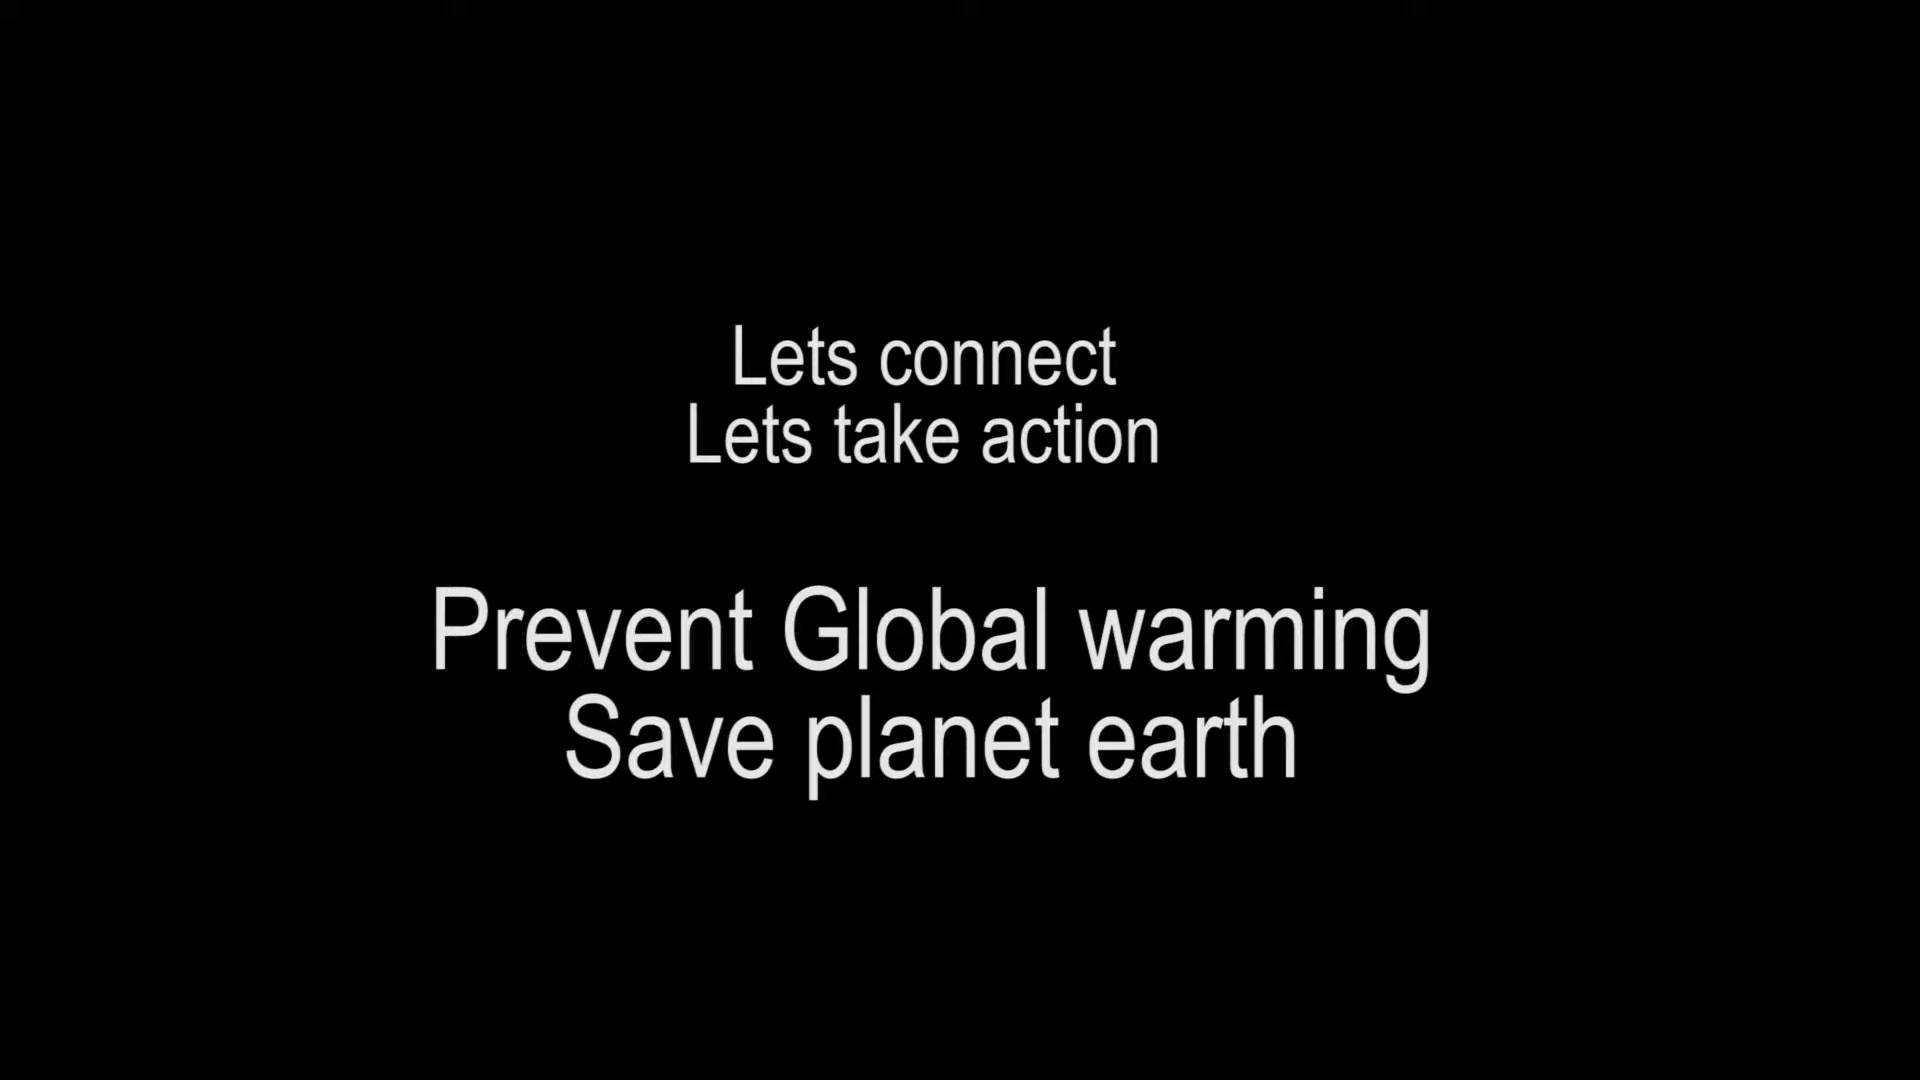 Lets connect
Lets take action
Prevent Global warming
Save planet earth